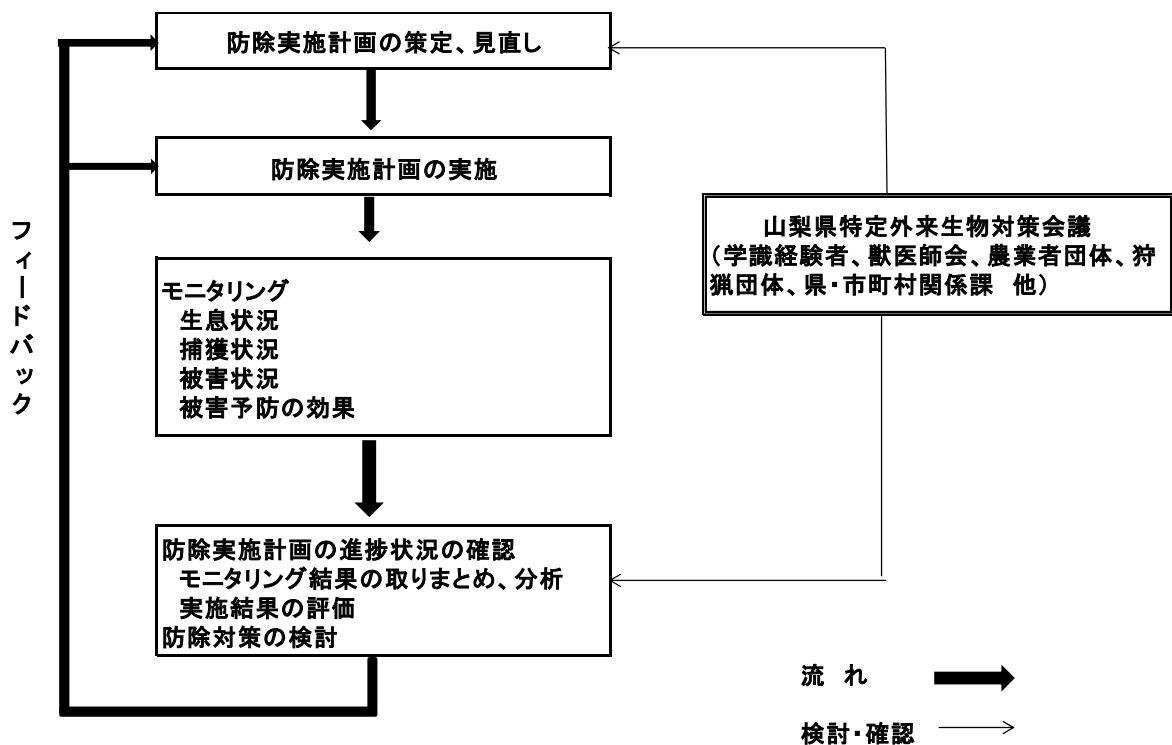 防除実施計画の策定、見直し
防除実施計画の実施
フィードバック
モニタリング
生息状況
捕獲状況
被害状況
被害予防の効果
山梨県特定外来生物対策会議
（学識経験者、獣医師会、農業者団体、狩
猟団体、県・市町村関係課　他）
防除実施計画の進捗状況の確認
モニタリング結果の取りまとめ、分析
実施結果の評価
防除対策の検討
流　れ
検討・確認